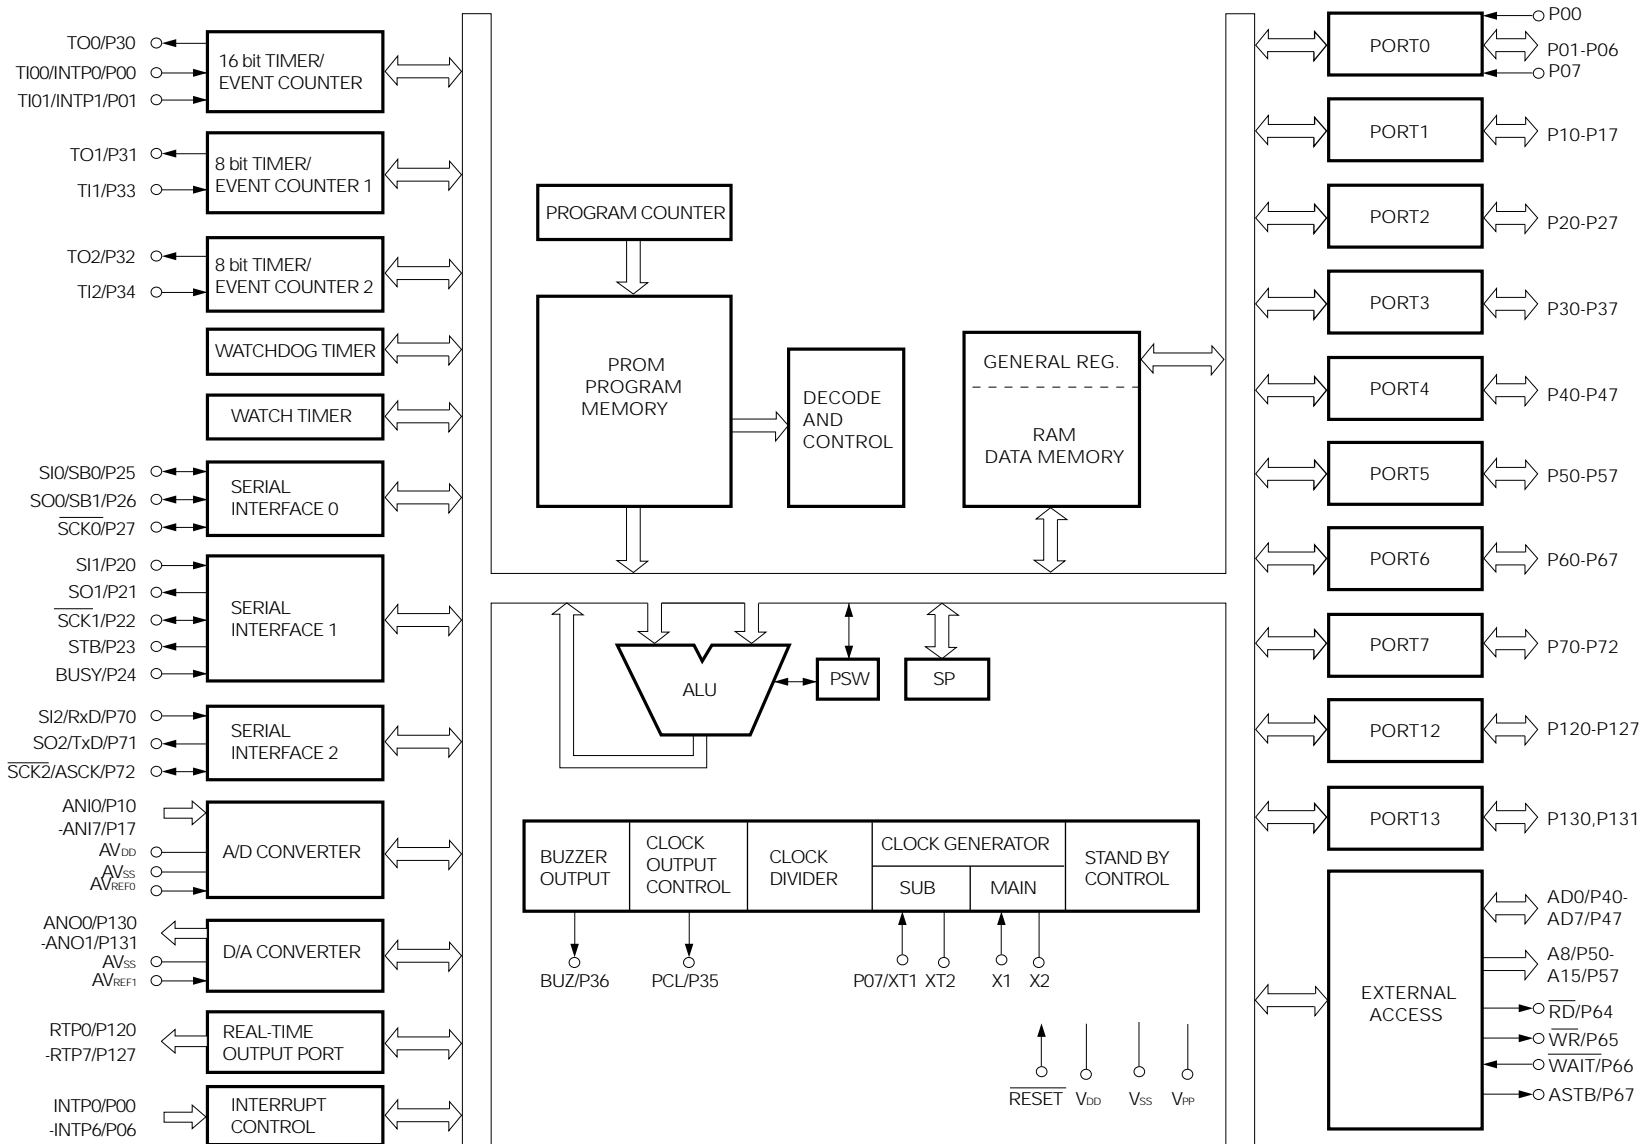 TO0/P30
TI00/INTP0/P00
TI01/INTP1/P01
16 bit TIMER/
EVENT COUNTER
TO1/P31
TI1/P33
8 bit TIMER/
EVENT COUNTER 1
TO2/P32
TI2/P34
8 bit TIMER/
EVENT COUNTER 2
WATCHDOG TIMER
WATCH TIMER
SI0/SB0/P25
SO0/SB1/P26
SCK0/P27
SERIAL
INTERFACE 0
SI1/P20
SO1/P21
SCK1/P22
STB/P23
BUSY/P24
SERIAL
INTERFACE 1
SI2/RxD/P70
SO2/TxD/P71
SCK2/ASCK/P72
SERIAL
INTERFACE 2
ANI0/P10
-ANI7/P17
AVDD
AVSS
AVREF0
A/D CONVERTER
ANO0/P130
-ANO1/P131
AVSS
AVREF1
D/A CONVERTER
RTP0/P120
-RTP7/P127
REAL-TIME
OUTPUT PORT
INTP0/P00
-INTP6/P06
INTERRUPT
CONTROL
PROGRAM COUNTER
PROM
PROGRAM
MEMORY
DECODE
AND
CONTROL
GENERAL REG.
RAM
DATA MEMORY
ALU
PSW
SP
BUZZER
OUTPUT
CLOCK
OUTPUT
CONTROL
CLOCK
DIVIDER
CLOCK GENERATOR
SUB
MAIN
STAND BY
CONTROL
BUZ/P36
PCL/P35
P07/XT1
XT2
X1
X2
RESET
VDD
VSS
VPP
PORT0
P00
P01-P06
P07
PORT1
P10-P17
PORT2
P20-P27
PORT3
P30-P37
PORT4
P40-P47
PORT5
P50-P57
PORT6
P60-P67
PORT7
P70-P72
PORT12
P120-P127
PORT13
P130,P131
EXTERNAL
ACCESS
AD0/P40-
AD7/P47
A8/P50-
A15/P57
RD/P64
WR/P65
WAIT/P66
ASTB/P67